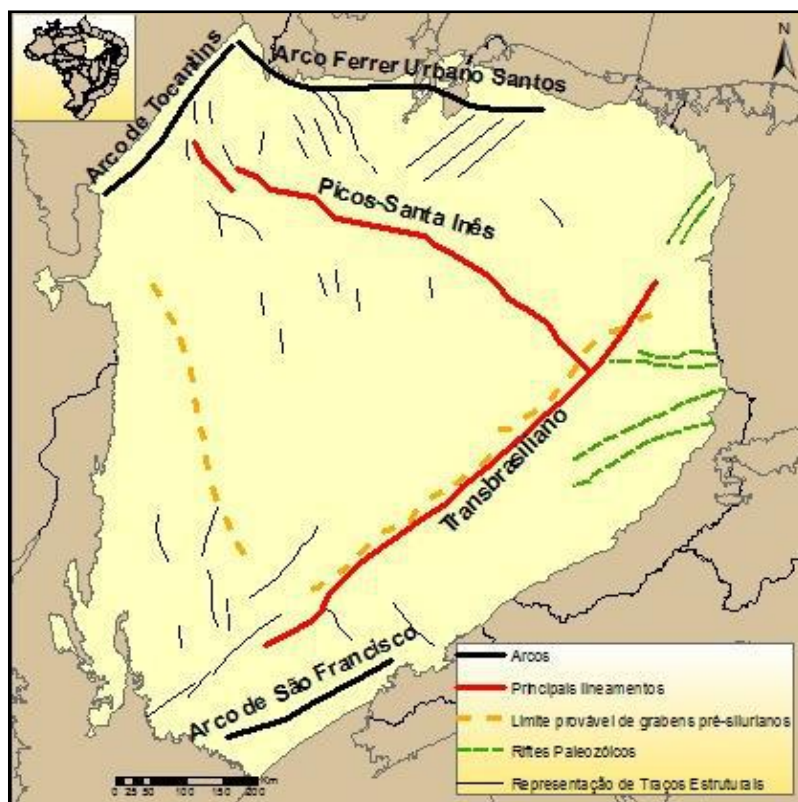 N
Arco Ferrer Urbano Santos
Arco de Tocantins
Picos-Santa Inês
Transbrasiliano
Arco de São Francisco
Arcos
Principais lineamentos
Limite provável de grabens pré-silurianos
Riftes Paleozóicos
Representação de Traços Estruturais
Km
0 25 50 100 150 200